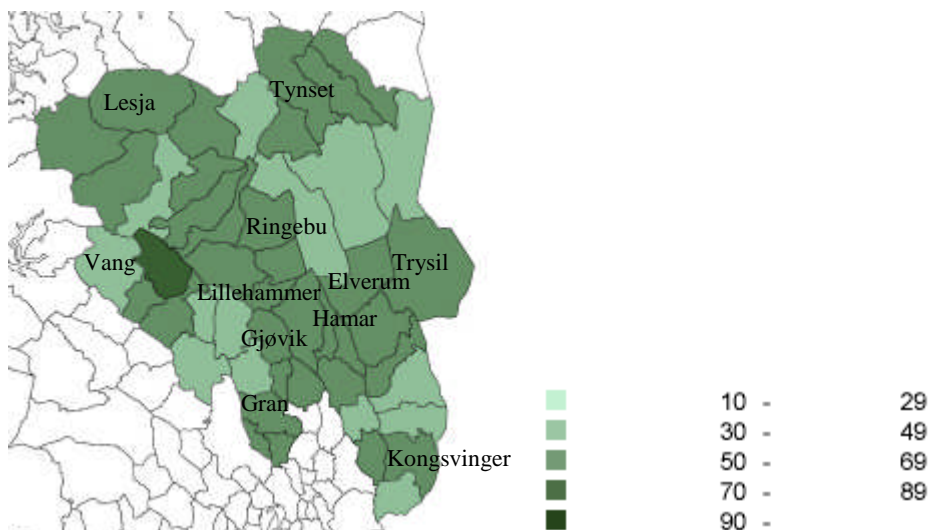 Lesja
Tynset
Ringebu
Vang
Trysil
Elverum
Lillehammer
Hamar
Gjøvik
Gran
Kongsvinger
10 - 29
30 - 49
50 - 69
70 - 89
90 -